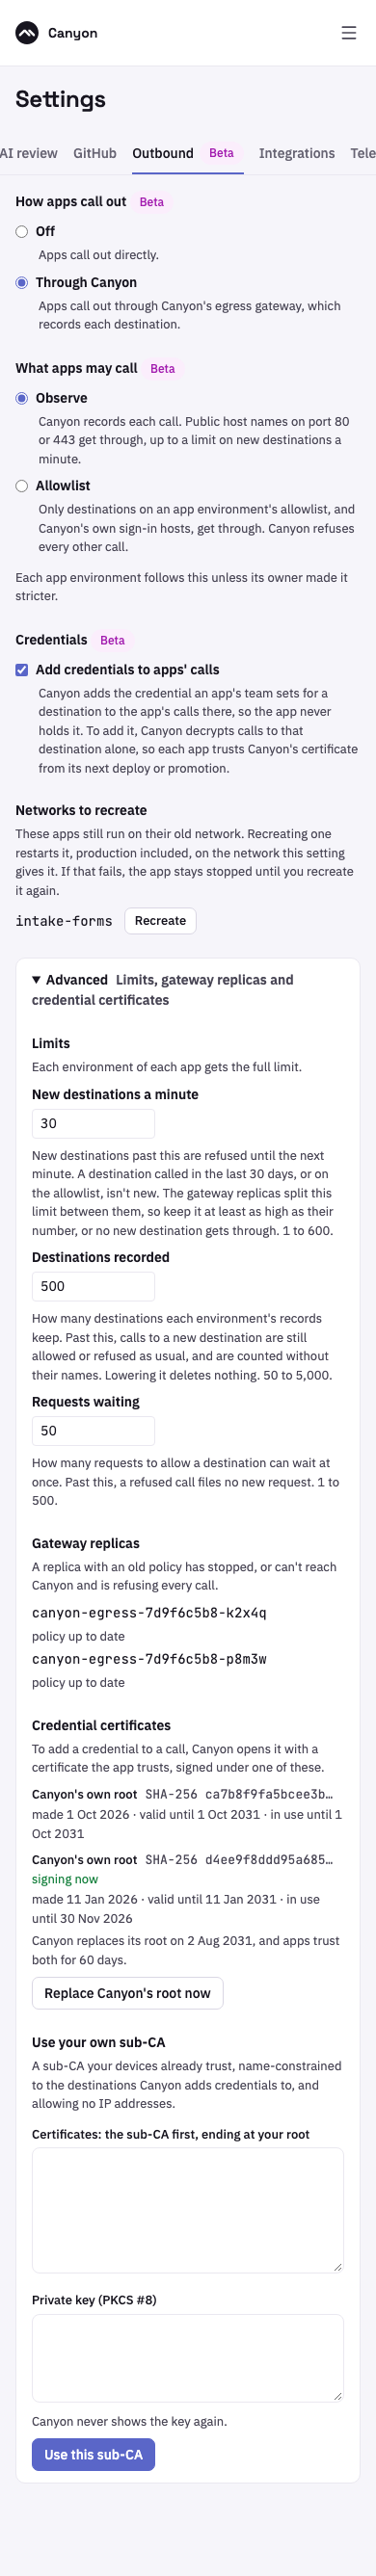 Canyon
Settings
AI review GitHub Outbound Beta Integrations Tele
How apps call out Beta
Off
Apps call out directly.
Through Canyon
Apps call out through Canyon's egress gateway, which
records each destination.
What apps may call Beta
Observe
Canyon records each call. Public host names on port 80
or 443 get through, up to a limit on new destinations a
minute.
Allowlist
Only destinations on an app environment's allowlist, and
Canyon's own sign-in hosts, get through. Canyon refuses
every other call.
Each app environment follows this unless its owner made it
stricter.
Credentials Beta
Add credentials to apps' calls
Canyon adds the credential an app's team sets for a
destination to the app's calls there, so the app never
holds it. To add it, Canyon decrypts calls to that
destination alone, so each app trusts Canyon's certificate
from its next deploy or promotion.
Networks to recreate
These apps still run on their old network. Recreating one
restarts it, production included, on the network this setting
gives it. If that fails, the app stays stopped until you recreate
it again.
intake-forms Recreate
▼ Advanced Limits, gateway replicas and
credential certificates
Limits
Each environment of each app gets the full limit.
New destinations a minute
30
New destinations past this are refused until the next
minute. A destination called in the last 30 days, or on
the allowlist, isn't new. The gateway replicas split this
limit between them, so keep it at least as high as their
number, or no new destination gets through. 1 to 600.
Destinations recorded
500
How many destinations each environment's records
keep. Past this, calls to a new destination are still
allowed or refused as usual, and are counted without
their names. Lowering it deletes nothing. 50 to 5,000.
Requests waiting
50
How many requests to allow a destination can wait at
once. Past this, a refused call files no new request. 1 to
500.
Gateway replicas
A replica with an old policy has stopped, or can't reach
Canyon and is refusing every call.
canyon-egress-7d9f6c5b8-k2x4q
policy up to date
canyon-egress-7d9f6c5b8-p8m3w
policy up to date
Credential certificates
To add a credential to a call, Canyon opens it with a
certificate the app trusts, signed under one of these.
Canyon's own root SHA-256 ca7b8f9fa5bcee3b…
made 1 Oct 2026 · valid until 1 Oct 2031 · in use until 1
Oct 2031
Canyon's own root SHA-256 d4ee9f8ddd95a685…
signing now
made 11 Jan 2026 · valid until 11 Jan 2031 · in use
until 30 Nov 2026
Canyon replaces its root on 2 Aug 2031, and apps trust
both for 60 days.
Replace Canyon's root now
Use your own sub-CA
A sub-CA your devices already trust, name-constrained
to the destinations Canyon adds credentials to, and
allowing no IP addresses.
Certificates: the sub-CA first, ending at your root
Private key (PKCS #8)
Canyon never shows the key again.
Use this sub-CA